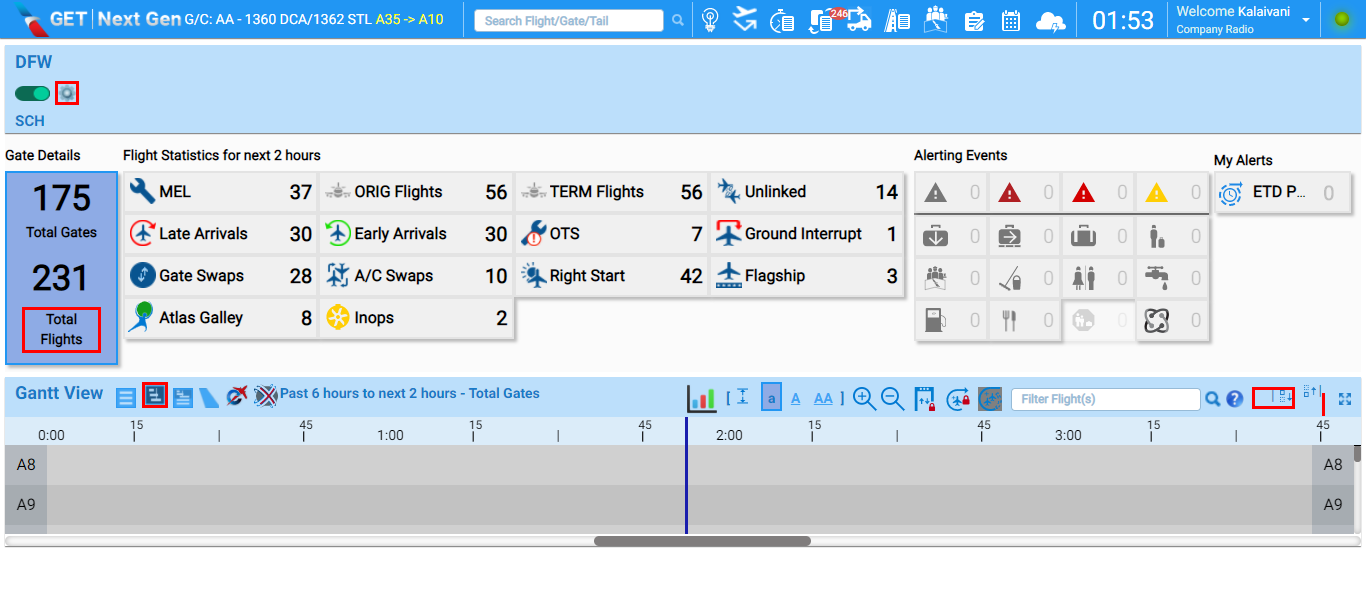 GET Next Gen G/C: AA - 1360 DCA/1362 STL A35 -> A10
Search Flight/Gate/Tail
246
01:53
Welcome Kalaivani
Company Radio
DFW
SCH
Gate Details
175
Total Gates
231
Total
Flights
Flight Statistics for next 2 hours
MEL 37
ORIG Flights 56
TERM Flights 56
Unlinked 14
Late Arrivals 30
Early Arrivals 30
OTS 7
Ground Interrupt 1
Gate Swaps 28
A/C Swaps 10
Right Start 42
Flagship 3
Atlas Galley 8
Inops 2
Alerting Events
0 0 0 0
0 0 0 0
0 0 0 0
0 0 0 0
My Alerts
ETD P... 0
Gantt View
Past 6 hours to next 2 hours - Total Gates
[ a A AA ]
Filter Flight(s)
?
0:00 15 45 1:00 15 45 2:00 15 45 3:00 15 45
A8 A8
A9 A9